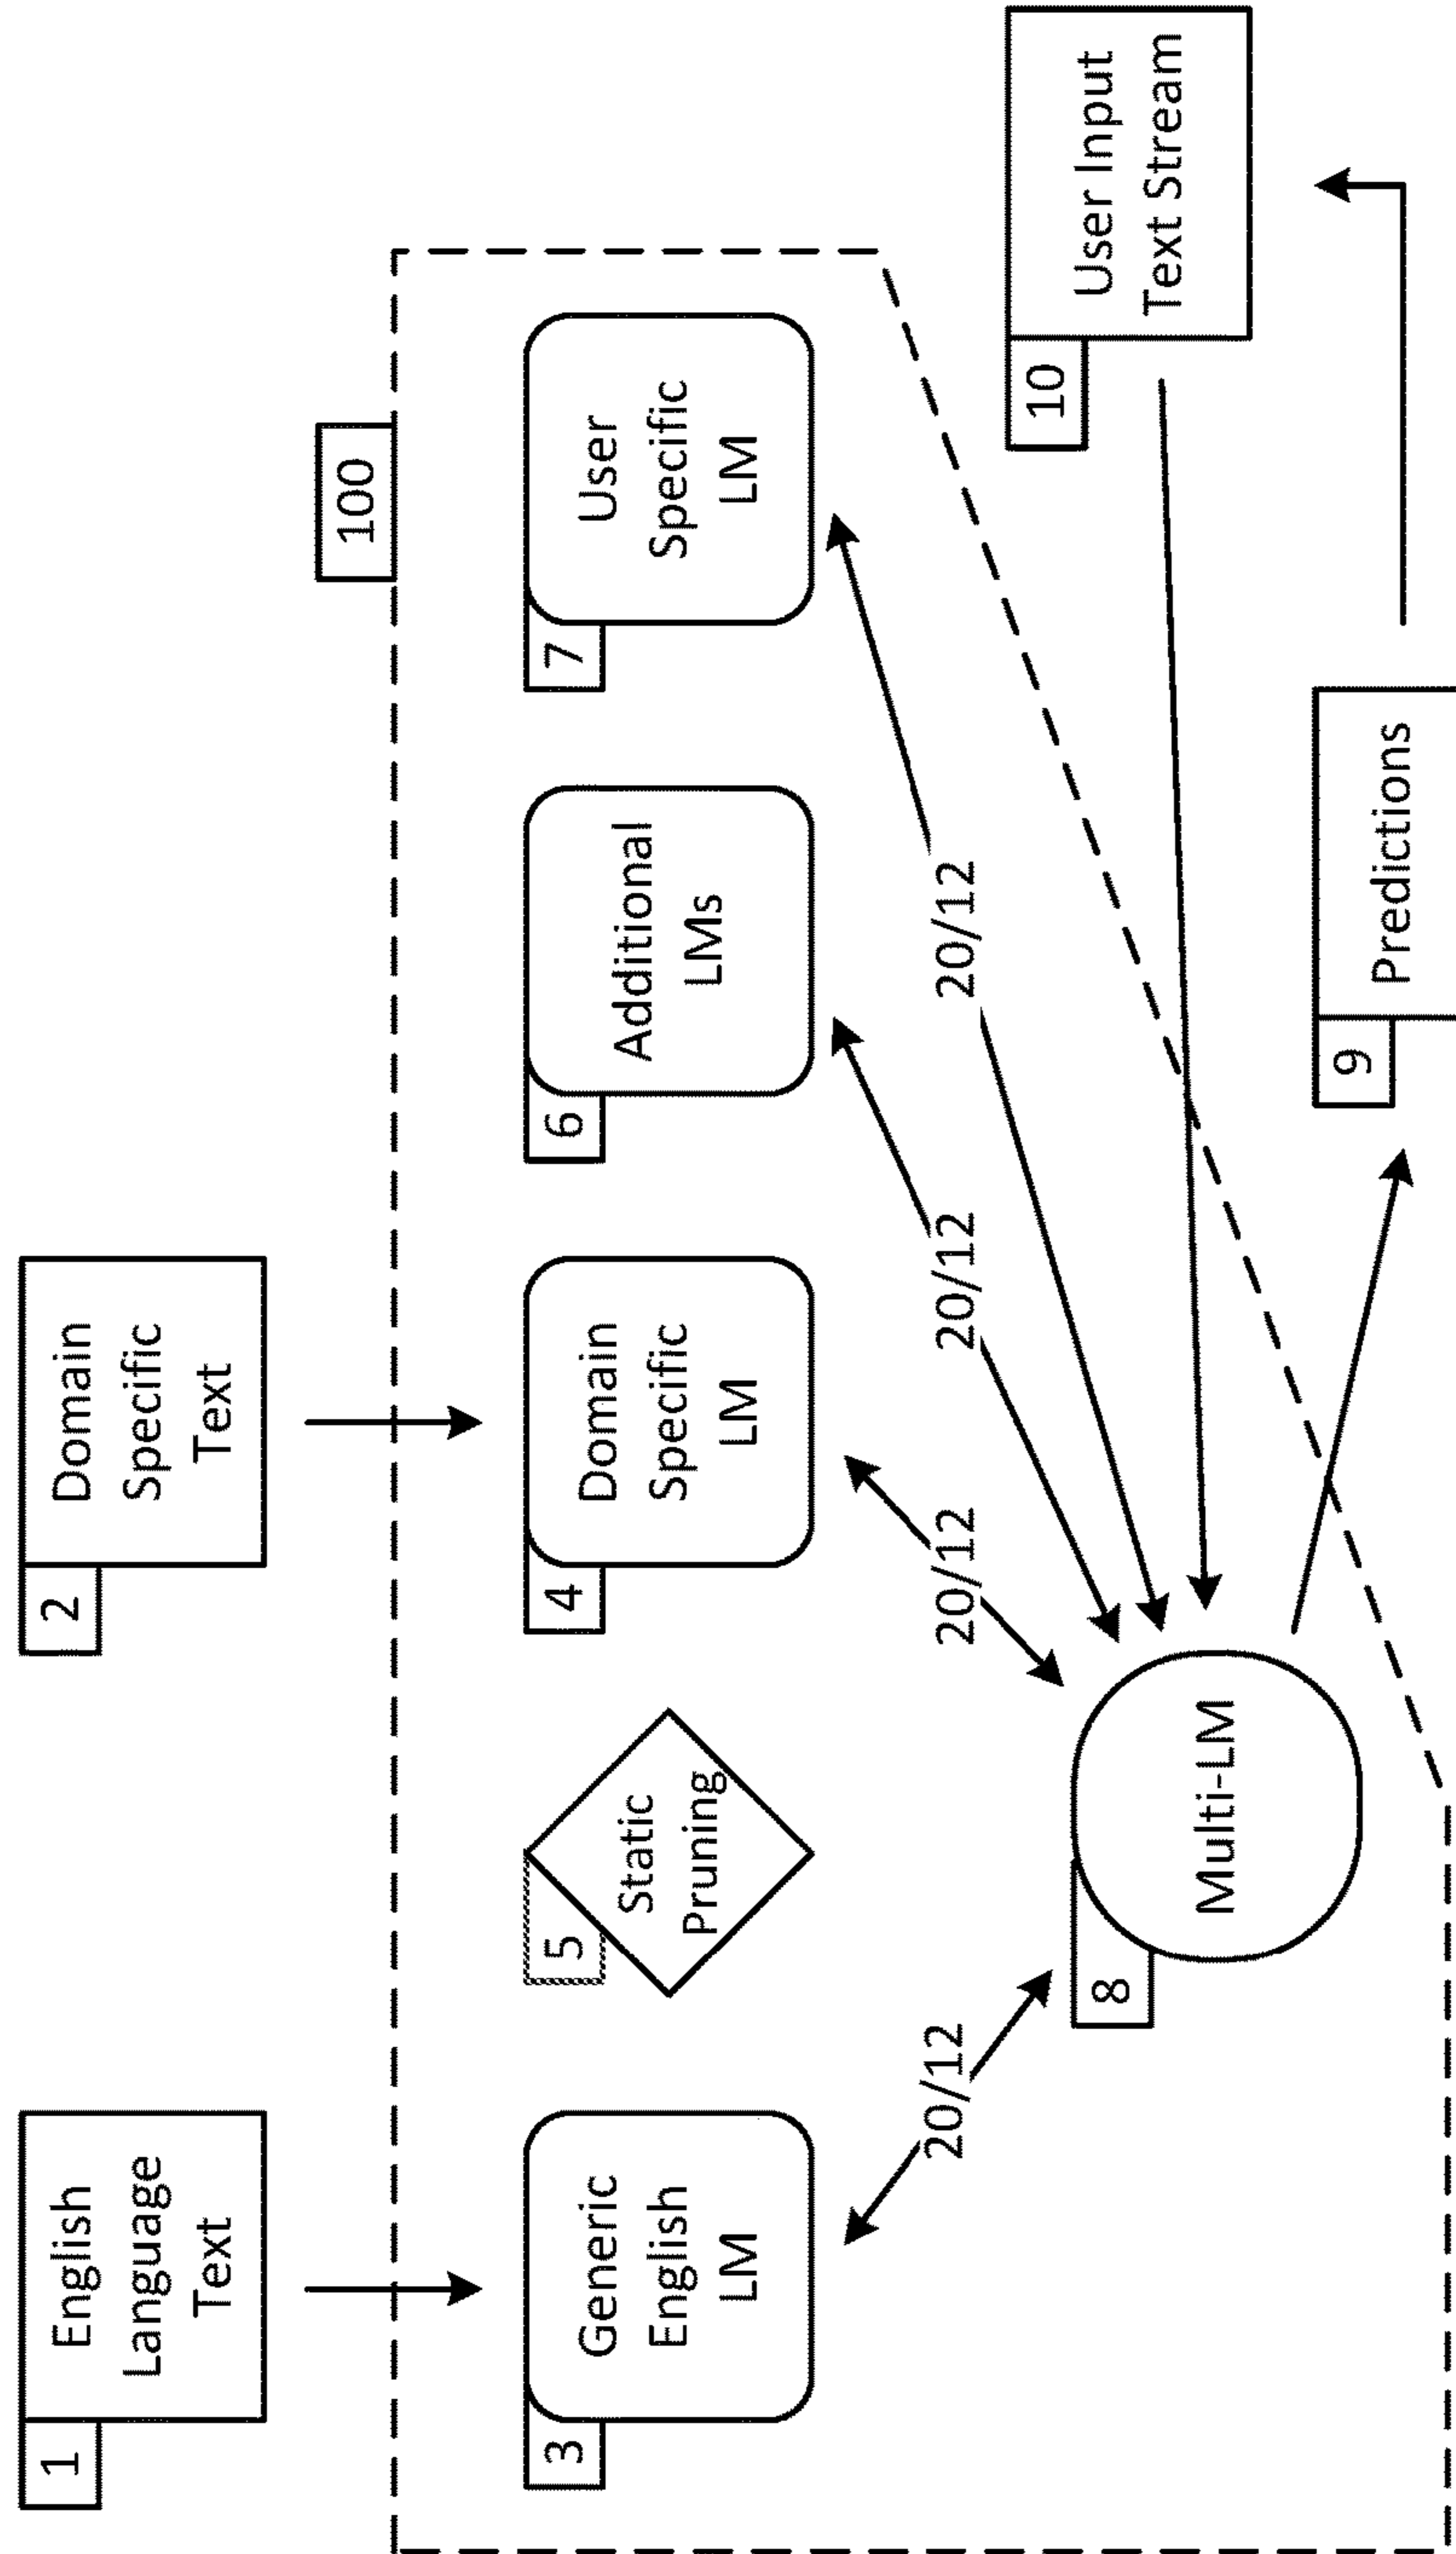 1
English
Language
Text
2
Domain
Specific
Text
100
3
Generic
English
LM
5
Static
Pruning
4
Domain
Specific
LM
6
Additional
LMs
7
User
Specific
LM
20/12
20/12
20/12
20/12
8
Multi-LM
10
User Input
Text Stream
9
Predictions